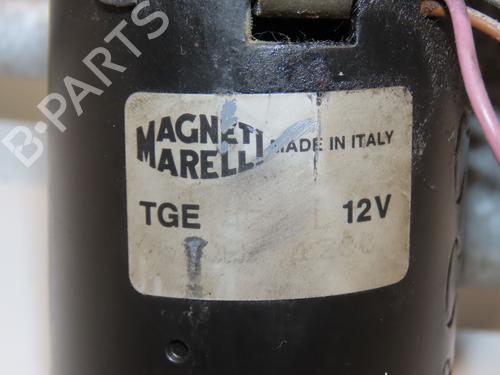 MAGNETI
MARELLI
MADE IN ITALY
TGE 12V
B-PARTS